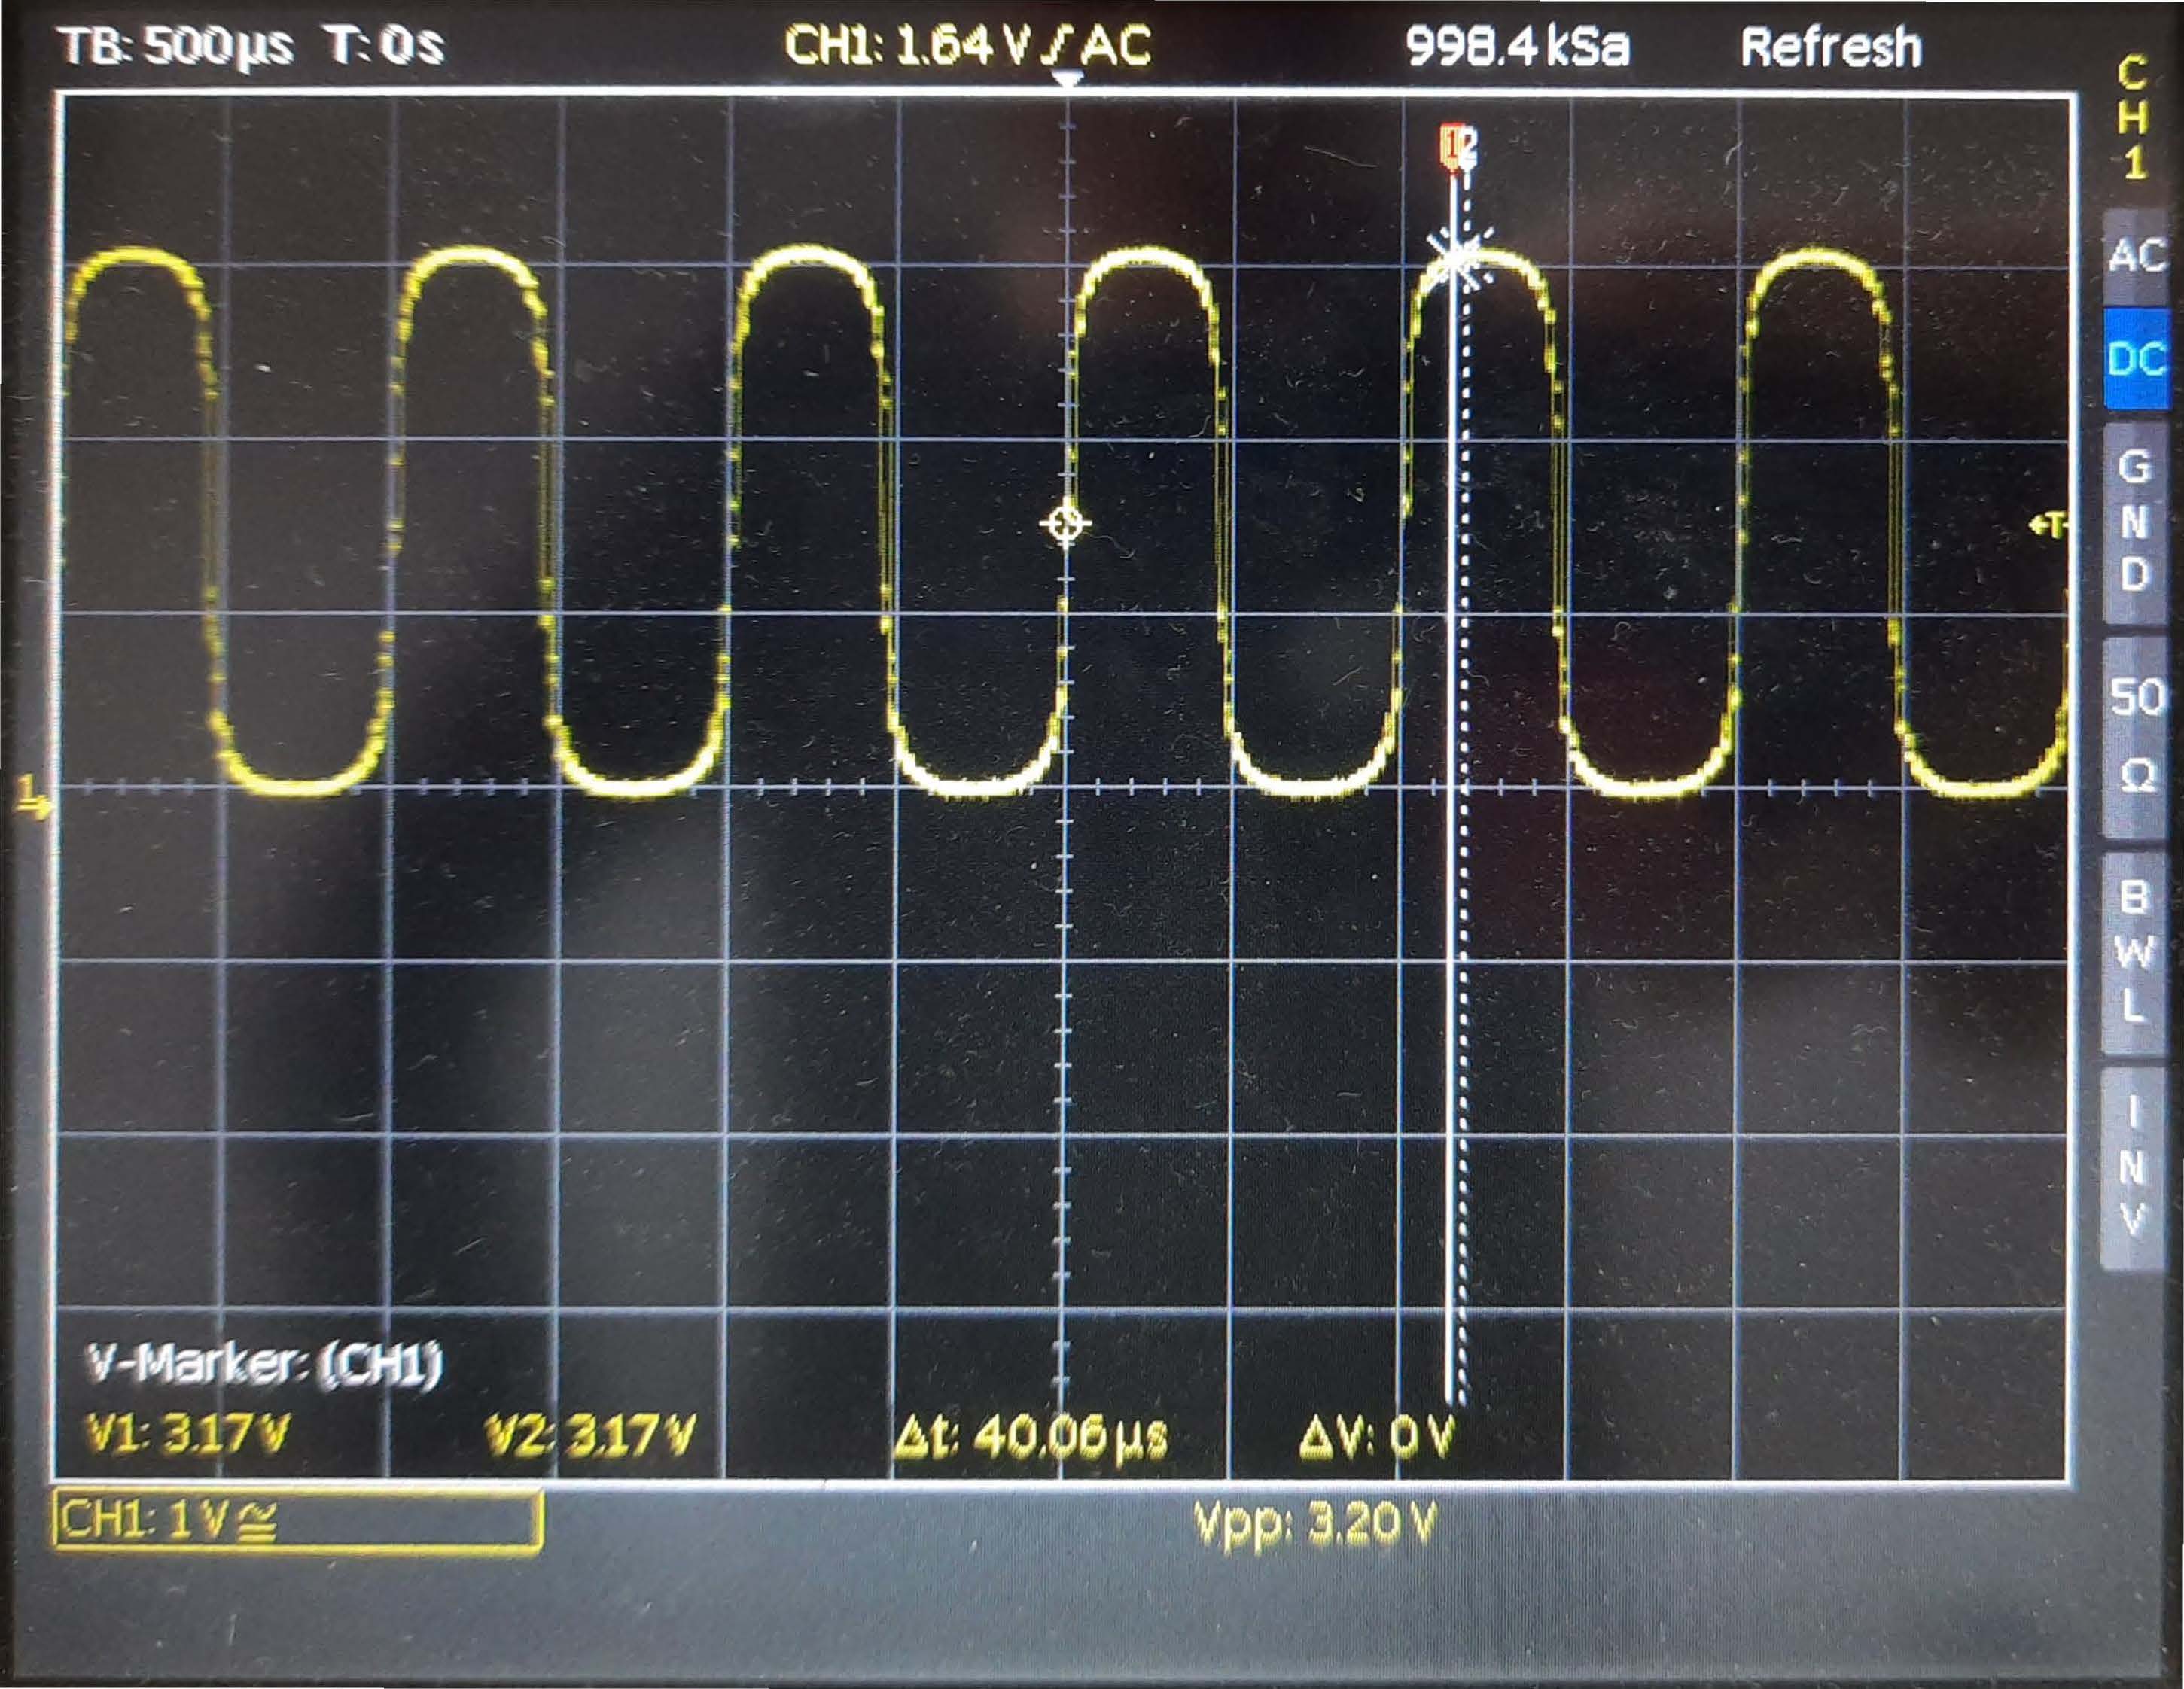 TB: 500µs T: 0s CH1: 1.64 V ∫ AC 998.4 kSa Refresh
CH1
12
AC
DC
GND
←T
50
Ω
1
BWL
INV
V-Marker: (CH1)
V1: 3.17 V V2: 3.17 V Δt: 40.06 µs ΔV: 0 V
CH1: 1 V ≅ Vpp: 3.20 V